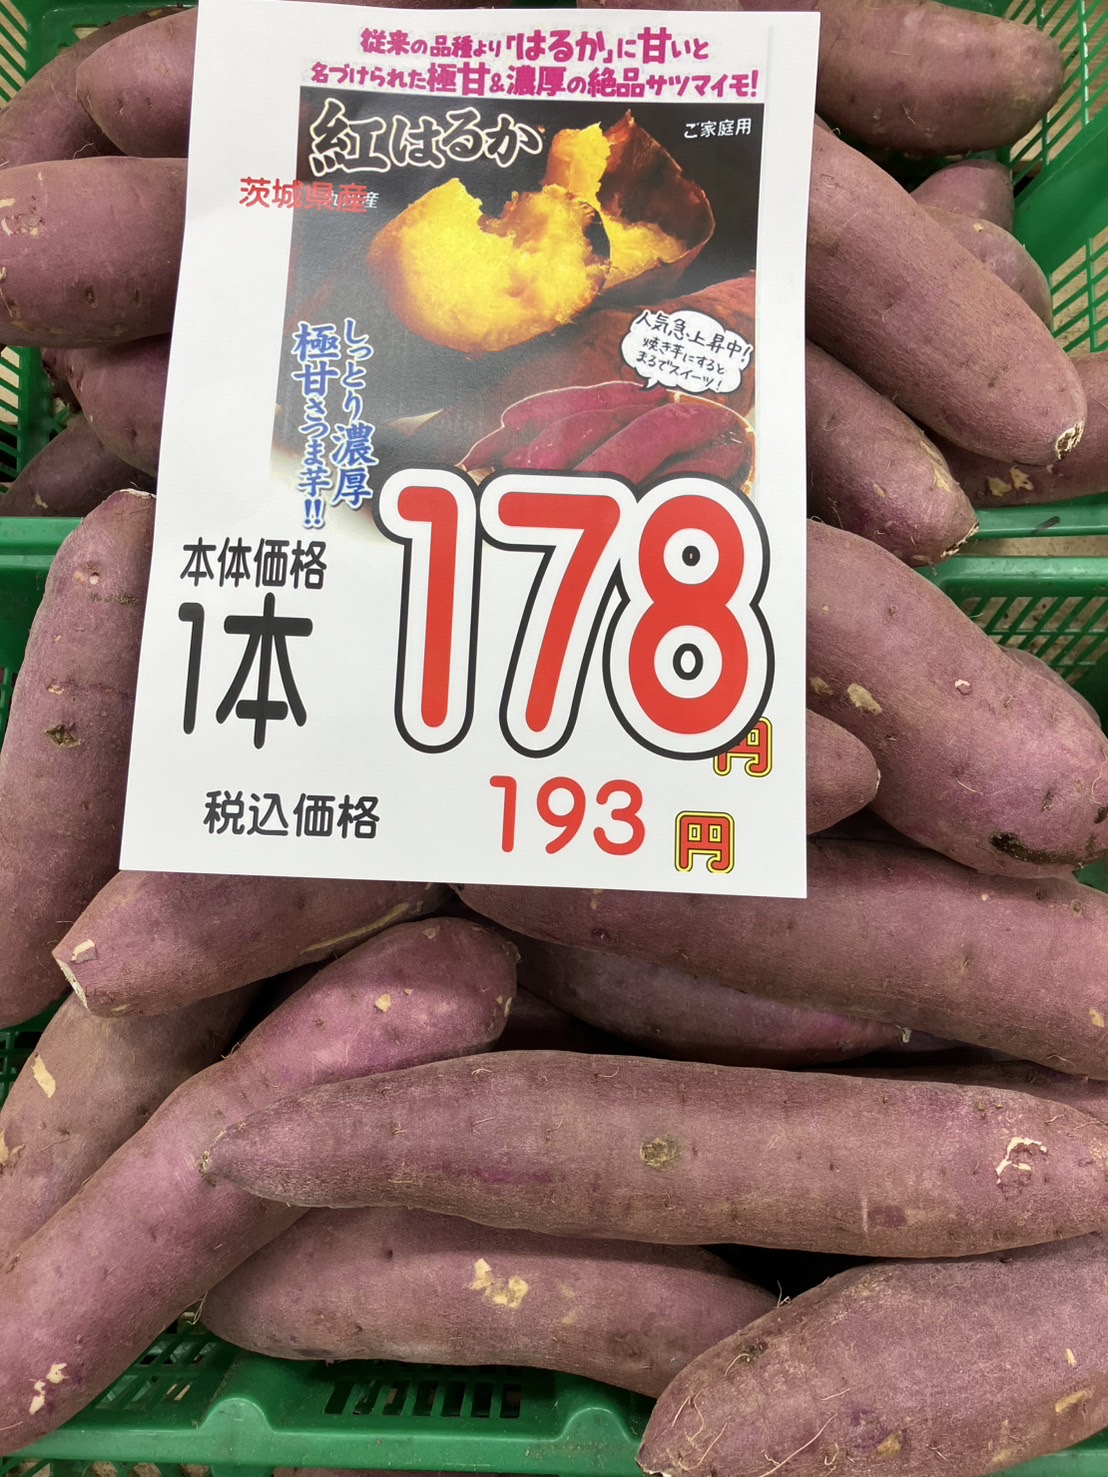 従来の品種より「はるか」に甘いと
名づけられた極甘&濃厚の絶品サツマイモ!
紅はるか
ご家庭用
茨城県産
人気急上昇中!
焼き芋にすると
まるでスイーツ!
しっとり濃厚
極甘さつま芋!!
本体価格
1本
178
円
税込価格
193
円